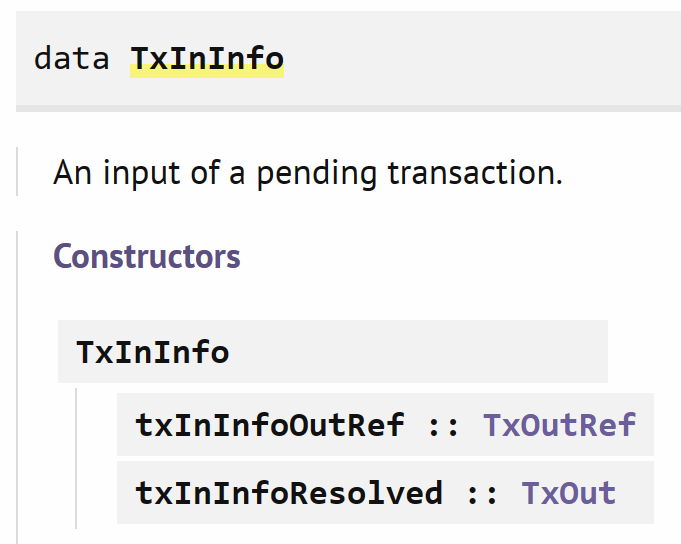 data TxInInfo
An input of a pending transaction.
Constructors
TxInInfo
txInInfoOutRef :: TxOutRef
txInInfoResolved :: TxOut